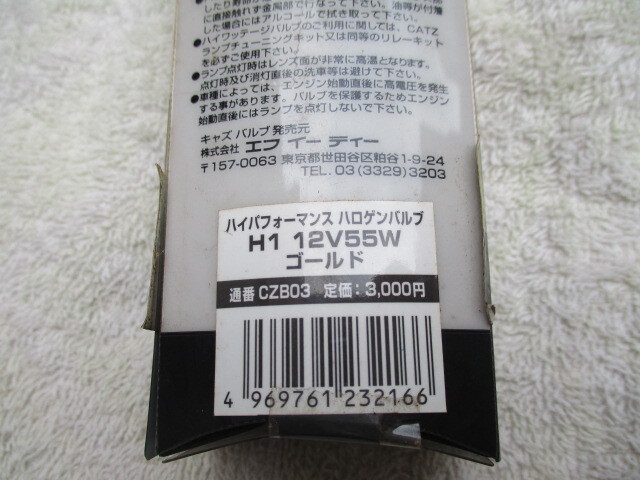 に直接触れず金属部で行なって下さい。油等が付着
した場合にはアルコールで拭き取って下さい。
●ハイワッテージバルブのご利用に関しては、CATZ
ランプチューニングキット又は同等のリレーキット
を必ずご使用下さい。
●ランプ点灯時はレンズ面が非常に高温となります。
点灯時及び消灯直後の洗車等は避けて下さい。
●車種によっては、エンジン始動直後に高電圧を発生
する事があります。バルブを保護するためエンジン
始動直後にはランプを点灯しないで下さい。
キャズ バルブ発売元
株式会社 エフ イー ティー
〒157-0063 東京都世田谷区粕谷1-9-24
TEL. 03(3329)3203
ハイパフォーマンス ハロゲンバルブ
H1 12V55W
ゴールド
通番 CZB03 定価:3,000円
4 969761 232166